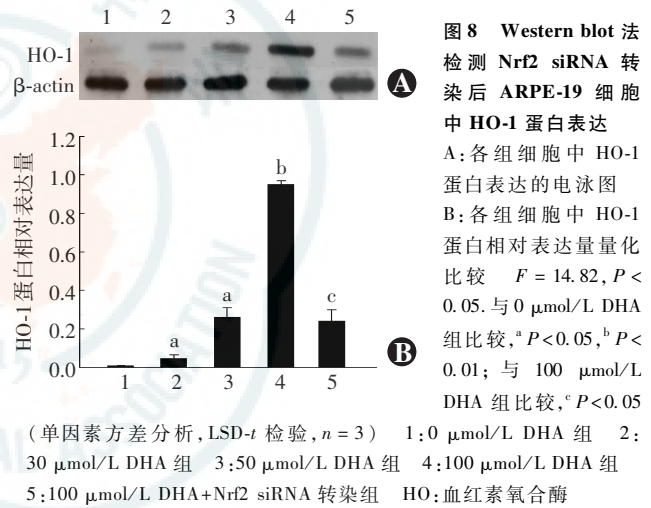 1 2 3 4 5
HO-1
β-actin
A
HO-1蛋白相对表达量
1.2
1.0
0.8
0.6
0.4
0.2
0.0
a
a
b
c
1 2 3 4 5
B
图8 Western blot 法
检测 Nrf2 siRNA 转
染后 ARPE-19 细胞
中 HO-1 蛋白表达
A:各组细胞中 HO-1
蛋白表达的电泳图
B:各组细胞中 HO-1
蛋白相对表达量量化
比较 F = 14.82, P <
0.05. 与 0 μmol/L DHA
组比较,ᵃ P<0.05,ᵇ P<
0.01; 与 100 μmol/L
DHA 组比较,ᶜ P<0.05
(单因素方差分析,LSD-t 检验,n = 3) 1:0 μmol/L DHA 组 2:
30 μmol/L DHA 组 3:50 μmol/L DHA 组 4:100 μmol/L DHA 组
5:100 μmol/L DHA+Nrf2 siRNA 转染组 HO:血红素氧合酶